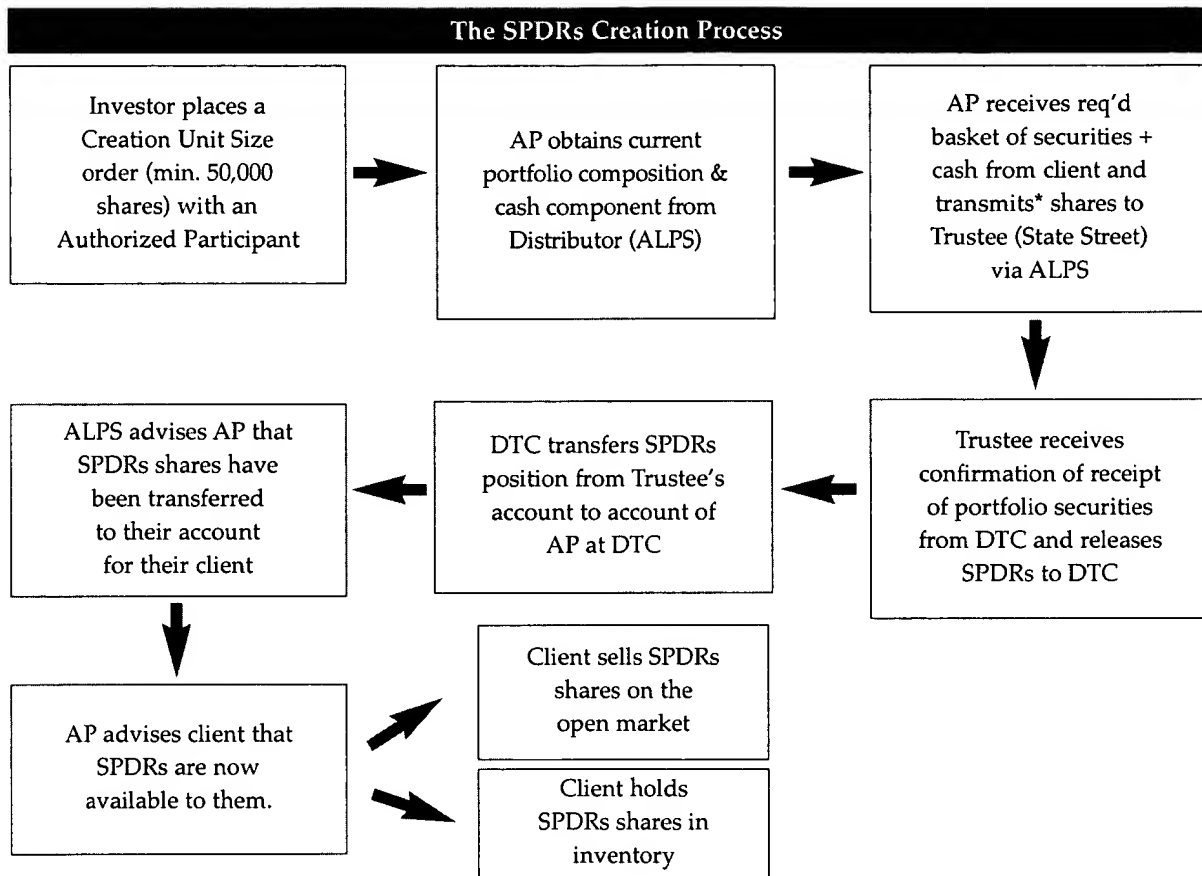 The SPDRs Creation Process
Investor places a
Creation Unit Size
order (min. 50,000
shares) with an
Authorized Participant
AP obtains current
portfolio composition &
cash component from
Distributor (ALPS)
AP receives req'd
basket of securities +
cash from client and
transmits* shares to
Trustee (State Street)
via ALPS
Trustee receives
confirmation of receipt
of portfolio securities
from DTC and releases
SPDRs to DTC
DTC transfers SPDRs
position from Trustee's
account to account of
AP at DTC
ALPS advises AP that
SPDRs shares have
been transferred
to their account
for their client
AP advises client that
SPDRs are now
available to them.
Client sells SPDRs
shares on the
open market
Client holds
SPDRs shares in
inventory